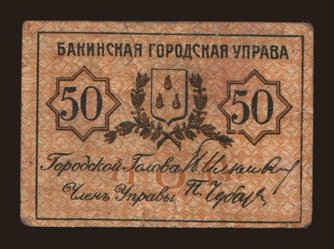 БАКИНСКАЯ ГОРОДСКАЯ УПРАВА
50 50
Городской Голова
Членъ Управы